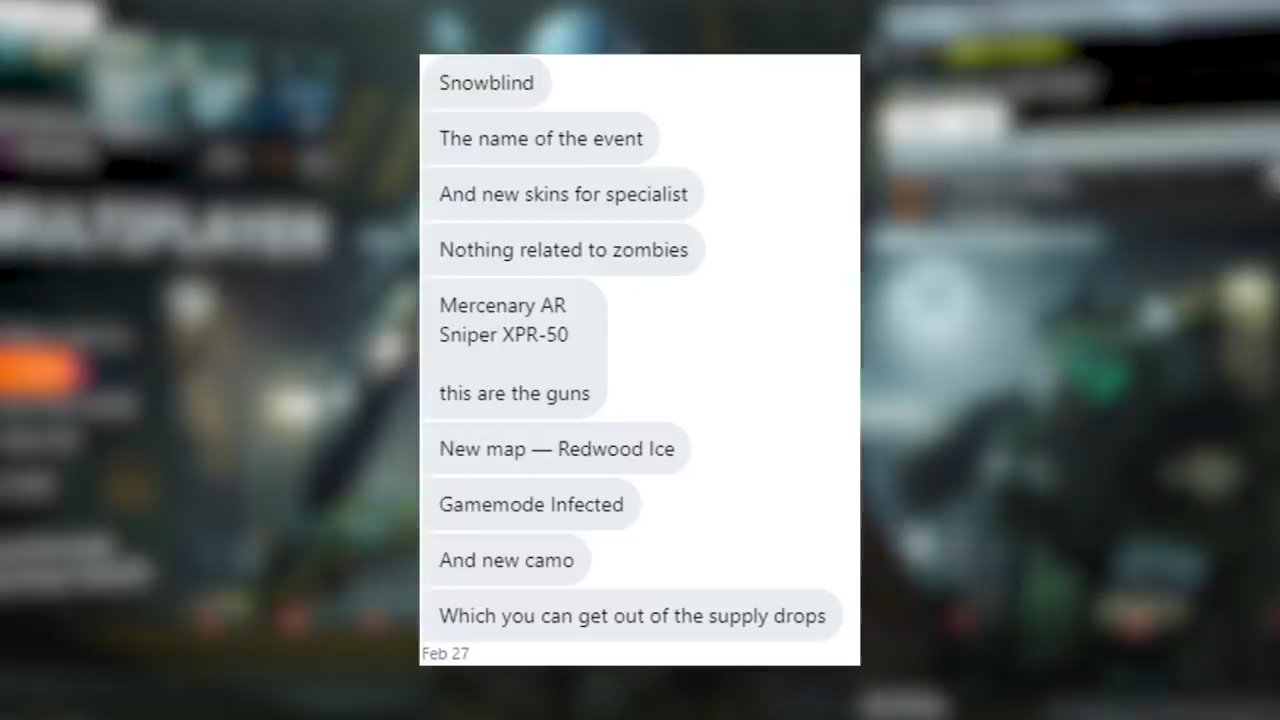 Snowblind
The name of the event
And new skins for specialist
Nothing related to zombies
Mercenary AR
Sniper XPR-50
this are the guns
New map — Redwood Ice
Gamemode Infected
And new camo
Which you can get out of the supply drops
Feb 27
MULTIPLAYER